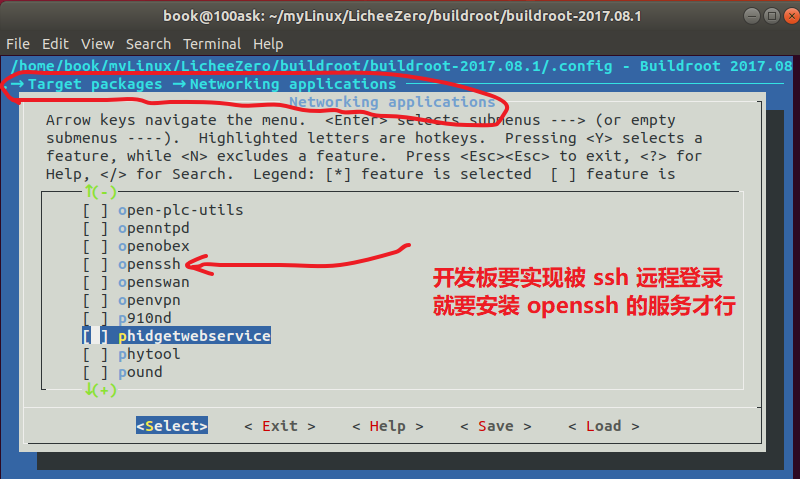 book@100ask: ~/myLinux/LicheeZero/buildroot/buildroot-2017.08.1
File Edit View Search Terminal Help
/home/book/myLinux/LicheeZero/buildroot/buildroot-2017.08.1/.config - Buildroot 2017.08
→ Target packages → Networking applications
Networking applications
Arrow keys navigate the menu. <Enter> selects submenus ---> (or empty
submenus ----). Highlighted letters are hotkeys. Pressing <Y> selects a
feature, while <N> excludes a feature. Press <Esc><Esc> to exit, <?> for
Help, </> for Search. Legend: [*] feature is selected [ ] feature is
↑(-)
[ ] open-plc-utils
[ ] openntpd
[ ] openobex
[ ] openssh
[ ] openswan
[ ] openvpn
[ ] p910nd
[ ] phidgetwebservice
[ ] phytool
[ ] pound
↓(+)
开发板要实现被 ssh 远程登录
就要安装 openssh 的服务才行
<Select> < Exit > < Help > < Save > < Load >